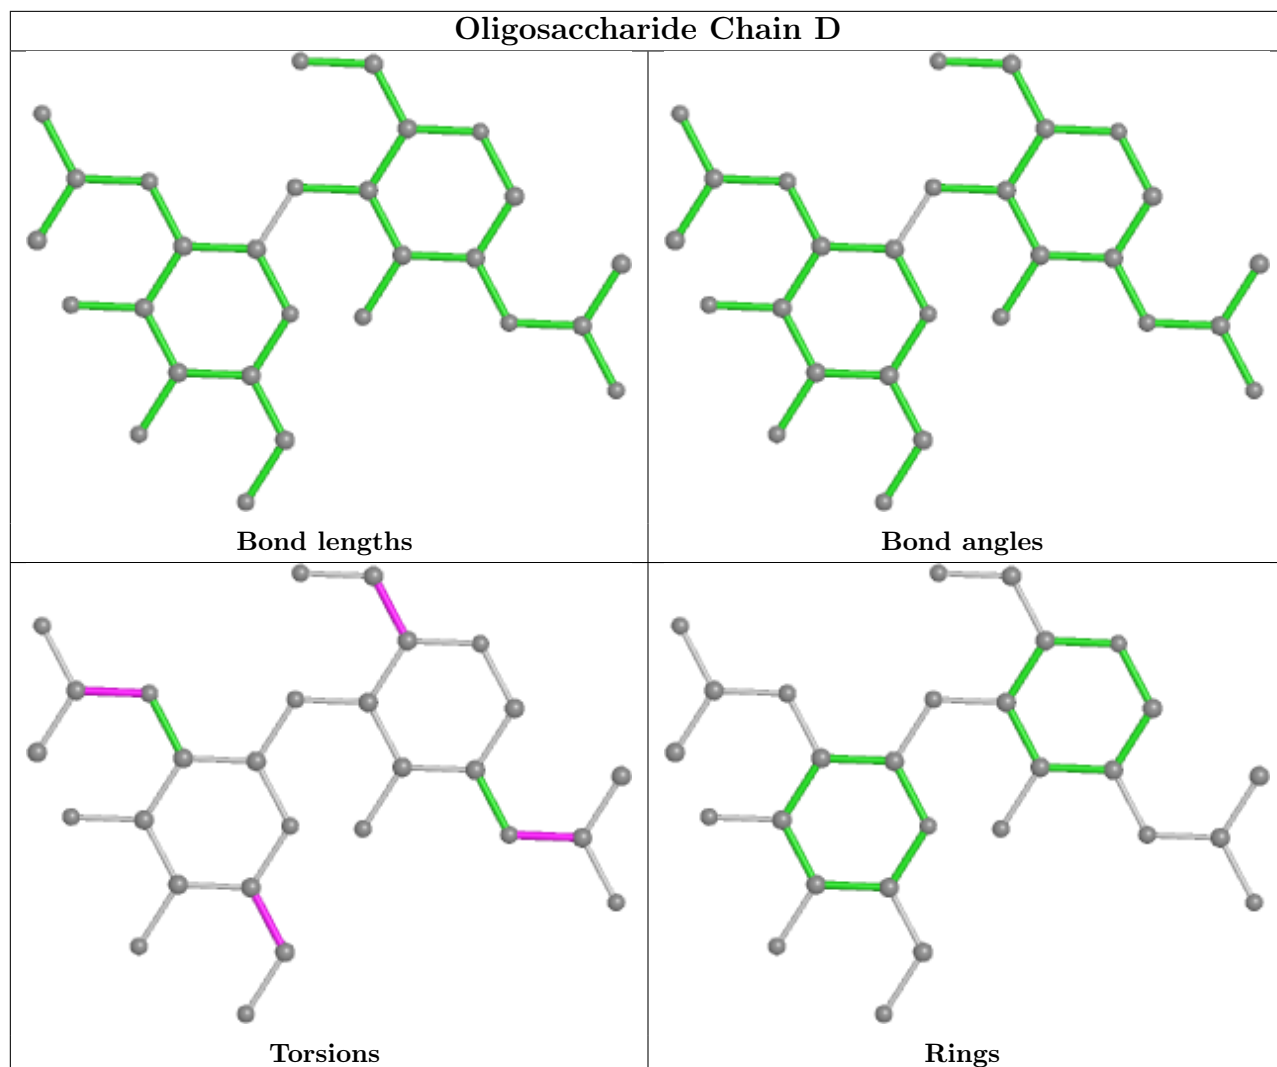 Oligosaccharide Chain D
Bond lengths
Bond angles
Torsions
Rings